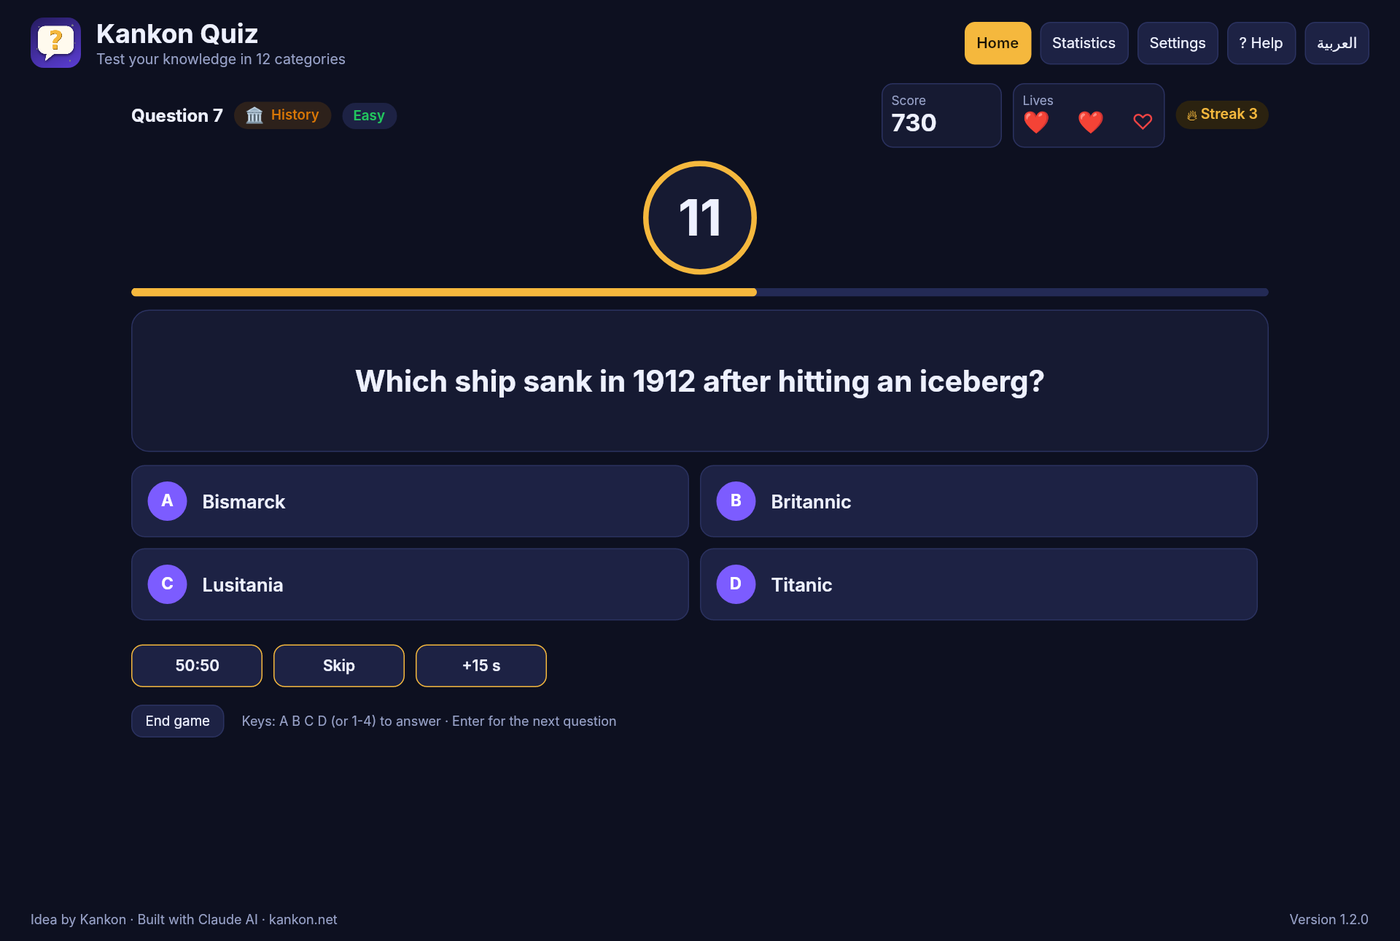 Kankon Quiz
Test your knowledge in 12 categories
Home
Statistics
Settings
? Help
العربية
Question 7
History
Easy
Score
730
Lives
Streak 3
11
Which ship sank in 1912 after hitting an iceberg?
A Bismarck
B Britannic
C Lusitania
D Titanic
50:50
Skip
+15 s
End game
Keys: A B C D (or 1-4) to answer · Enter for the next question
Idea by Kankon · Built with Claude AI · kankon.net
Version 1.2.0